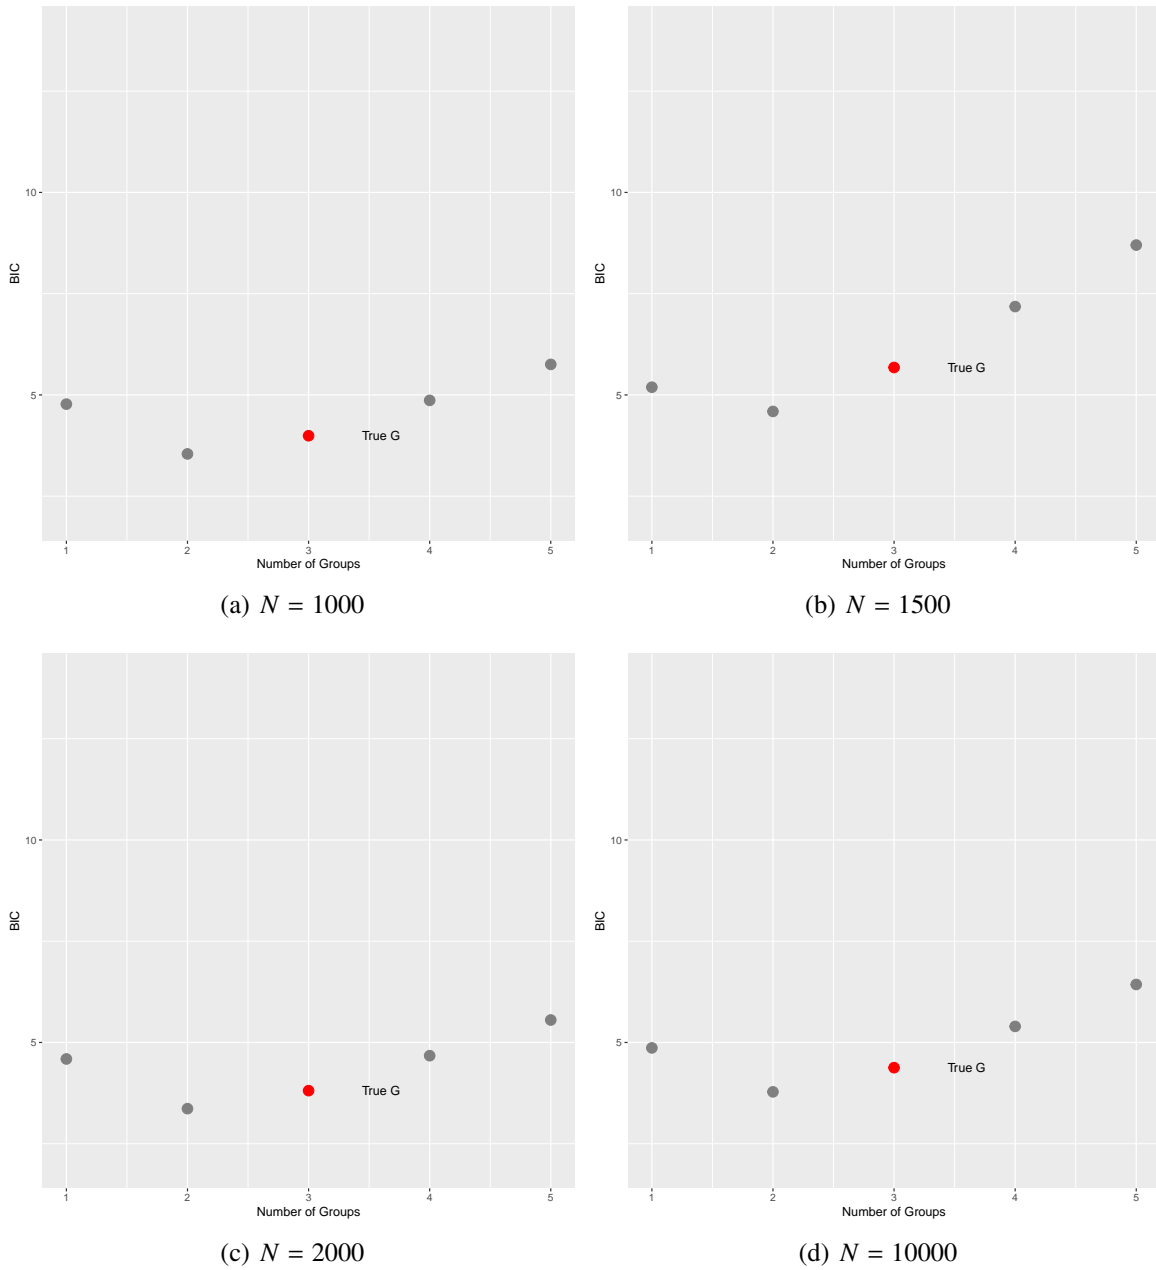 10
5
BIC
True G
1 2 3 4 5
Number of Groups
(a) N = 1000
10
5
BIC
True G
1 2 3 4 5
Number of Groups
(b) N = 1500
10
5
BIC
True G
1 2 3 4 5
Number of Groups
(c) N = 2000
10
5
BIC
True G
1 2 3 4 5
Number of Groups
(d) N = 10000